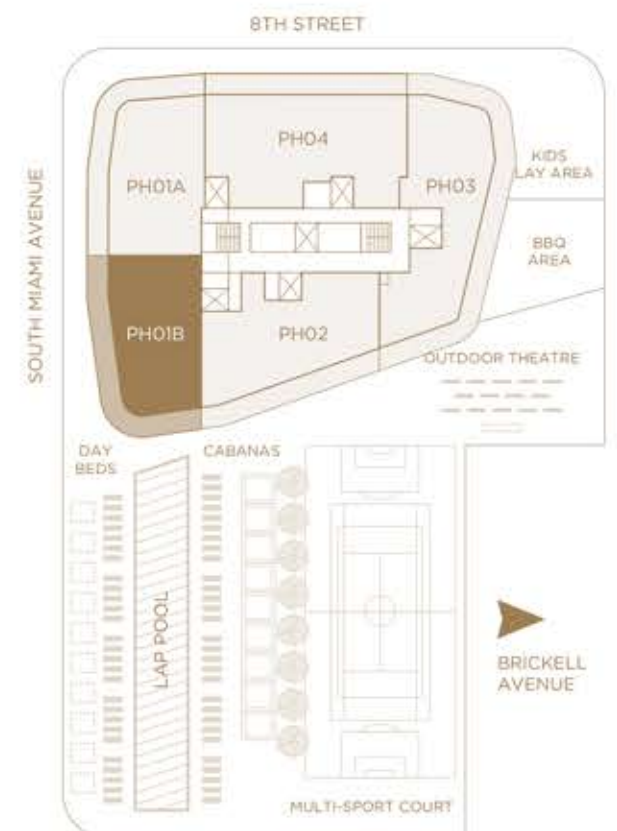 8TH STREET
PH04
KIDS
LAY AREA
PH01A
PH03
BBQ
AREA
SOUTH MIAMI AVENUE
PH01B
PH02
OUTDOOR THEATRE
DAY
BEDS
CABANAS
LAP POOL
BRICKELL
AVENUE
MULTI-SPORT COURT